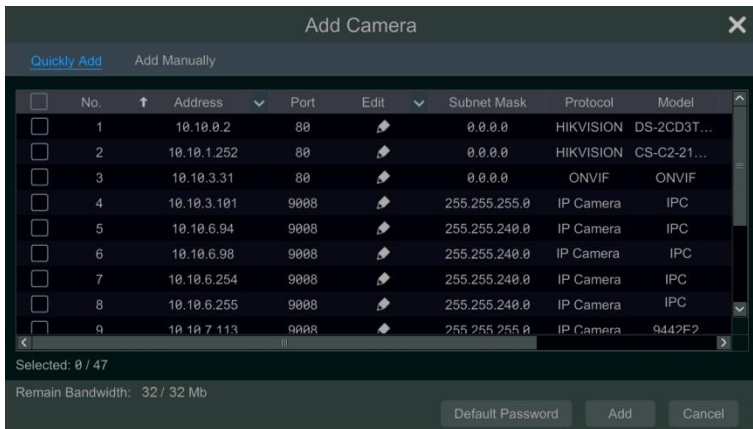 Add Camera
Quickly Add Add Manually
No. Address Port Edit Subnet Mask Protocol Model
1 10.10.0.2 80 0.0.0.0 HIKVISION DS-2CD3T...
2 10.10.1.252 80 0.0.0.0 HIKVISION CS-C2-21...
3 10.10.3.31 80 0.0.0.0 ONVIF ONVIF
4 10.10.3.101 9008 255.255.255.0 IP Camera IPC
5 10.10.6.94 9008 255.255.240.0 IP Camera IPC
6 10.10.6.98 9008 255.255.240.0 IP Camera IPC
7 10.10.6.254 9008 255.255.240.0 IP Camera IPC
8 10.10.6.255 9008 255.255.240.0 IP Camera IPC
9 10.10.7.113 9008 255.255.255.0 IP Camera 9442E2
Selected: 0 / 47
Remain Bandwidth: 32 / 32 Mb
Default Password Add Cancel